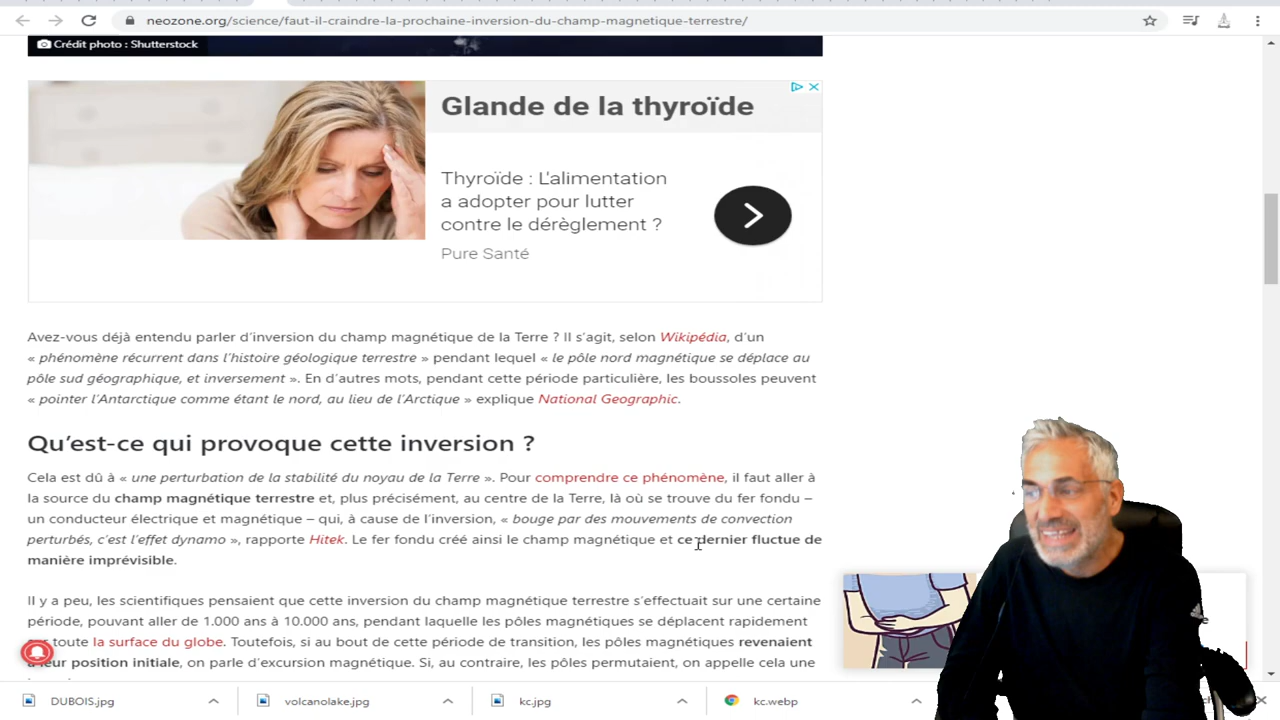 neozone.org/science/faut-il-craindre-la-prochaine-inversion-du-champ-magnetique-terrestre/
Crédit photo : Shutterstock
Glande de la thyroïde
Thyroïde : L'alimentation
a adopter pour lutter
contre le dérèglement ?
Pure Santé
Avez-vous déjà entendu parler d'inversion du champ magnétique de la Terre ? Il s'agit, selon Wikipédia, d'un
« phénomène récurrent dans l'histoire géologique terrestre » pendant lequel « le pôle nord magnétique se déplace au
pôle sud géographique, et inversement ». En d'autres mots, pendant cette période particulière, les boussoles peuvent
« pointer l'Antarctique comme étant le nord, au lieu de l'Arctique » explique National Geographic.
Qu'est-ce qui provoque cette inversion ?
Cela est dû à « une perturbation de la stabilité du noyau de la Terre ». Pour comprendre ce phénomène, il faut aller à
la source du champ magnétique terrestre et, plus précisément, au centre de la Terre, là où se trouve du fer fondu –
un conducteur électrique et magnétique – qui, à cause de l'inversion, « bouge par des mouvements de convection
perturbés, c'est l'effet dynamo », rapporte Hitek. Le fer fondu créé ainsi le champ magnétique et ce dernier fluctue de
manière imprévisible.
Il y a peu, les scientifiques pensaient que cette inversion du champ magnétique terrestre s'effectuait sur une certaine
période, pouvant aller de 1.000 ans à 10.000 ans, pendant laquelle les pôles magnétiques se déplacent rapidement
toute la surface du globe. Toutefois, si au bout de cette période de transition, les pôles magnétiques revenaient
leur position initiale, on parle d'excursion magnétique. Si, au contraire, les pôles permutaient, on appelle cela une
DUBOIS.jpg
volcanolake.jpg
kc.jpg
kc.webp